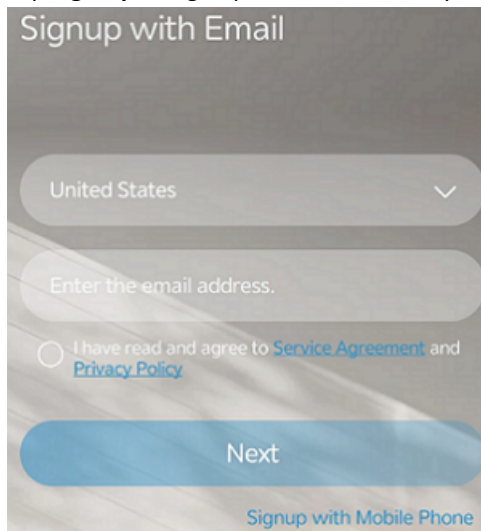 Signup with Email
United States
Enter the email address.
I have read and agree to Service Agreement and
Privacy Policy
Next
Signup with Mobile Phone